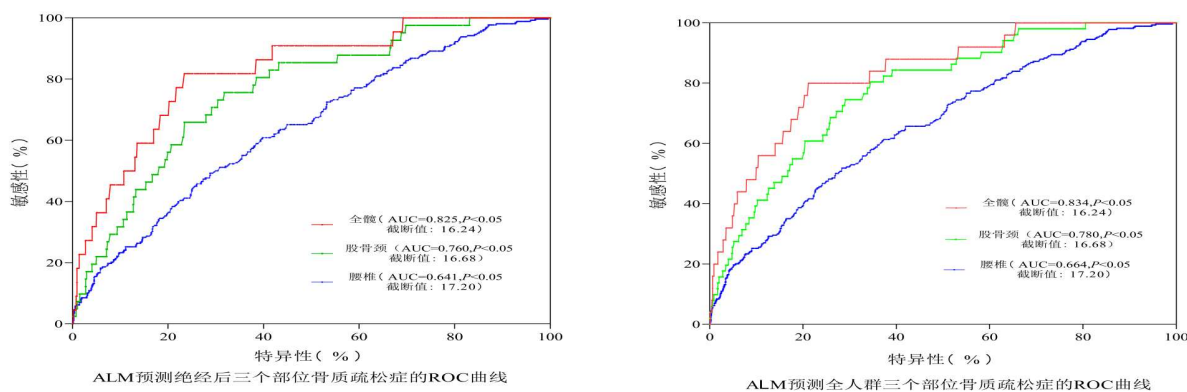 100
80
60
40
20
0
敏感性( % )
全髋( AUC=0.825,P<0.05
截断值: 16.24)
股骨颈 (AUC=0.760,P<0.05
截断值: 16.68)
腰椎( AUC=0.641,P<0.05
截断值: 17.20)
0 20 40 60 80 100
特异性( % )
ALM预测绝经后三个部位骨质疏松症的ROC曲线
100
80
60
40
20
0
敏感性( % )
全髋( AUC=0.834,P<0.05
截断值: 16.24)
股骨颈 (AUC=0.780,P<0.05
截断值: 16.68)
腰椎( AUC=0.664,P<0.05
截断值: 17.20)
0 20 40 60 80 100
特异性( % )
ALM预测全人群三个部位骨质疏松症的ROC曲线